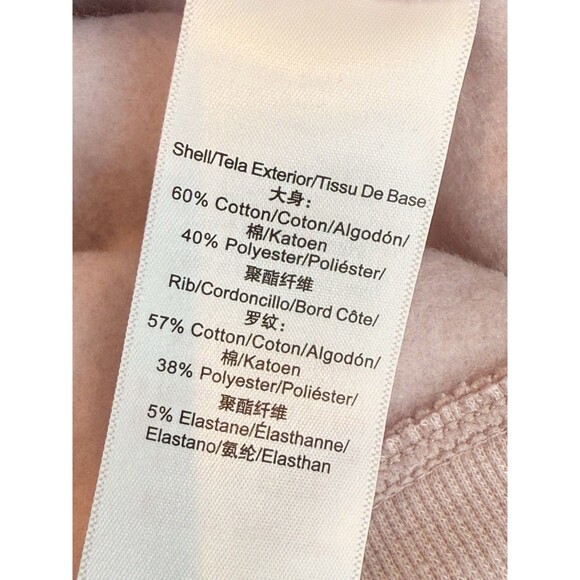 Shell/Tela Exterior/Tissu De Base
大身：
60% Cotton/Coton/Algodón/
棉/Katoen
40% Polyester/Poliéster/
聚酯纤维
Rib/Cordoncillo/Bord Côte/
罗纹：
57% Cotton/Coton/Algodón/
棉/Katoen
38% Polyester/Poliéster/
聚酯纤维
5% Elastane/Élasthanne/
Elastano/氨纶/Elasthan